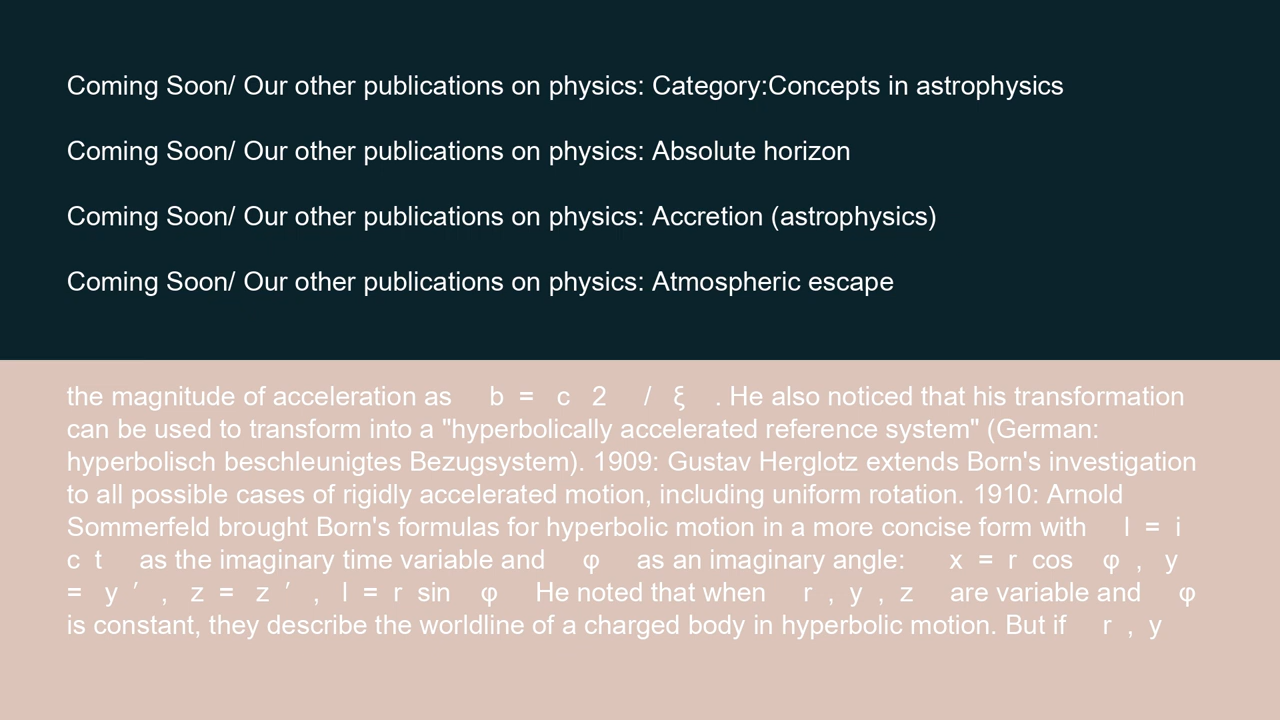 Coming Soon/ Our other publications on physics: Category:Concepts in astrophysics
Coming Soon/ Our other publications on physics: Absolute horizon
Coming Soon/ Our other publications on physics: Accretion (astrophysics)
Coming Soon/ Our other publications on physics: Atmospheric escape
the magnitude of acceleration as b = c 2 / ξ . He also noticed that his transformation
can be used to transform into a "hyperbolically accelerated reference system" (German:
hyperbolisch beschleunigtes Bezugsystem). 1909: Gustav Herglotz extends Born's investigation
to all possible cases of rigidly accelerated motion, including uniform rotation. 1910: Arnold
Sommerfeld brought Born's formulas for hyperbolic motion in a more concise form with l = i
c t as the imaginary time variable and φ as an imaginary angle: x = r cos φ , y
= y ′ , z = z ′ , l = r sin φ He noted that when r , y , z are variable and φ
is constant, they describe the worldline of a charged body in hyperbolic motion. But if r , y